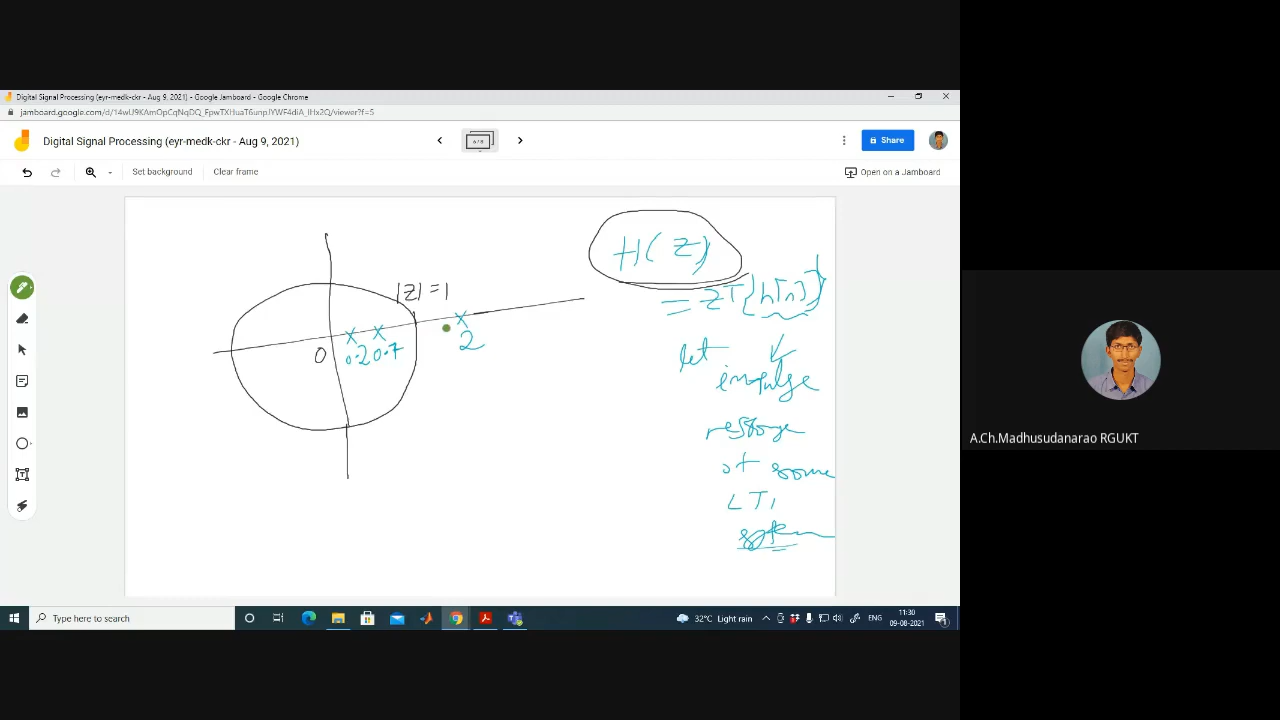 Digital Signal Processing (eyr-medk-ckr - Aug 9, 2021) - Google Jamboard - Google Chrome
Digital Signal Processing (eyr-medk-ckr - Aug 9, 2021)
6 / 8
Share
Set background
Clear frame
Open on a Jamboard
H(z)
|z| = 1
= ZT{h[n]}
0 0.2 0.7 2
let impulse
response
of some
LTI
system
A.Ch.Madhusudanarao RGUKT
Type here to search
32°C Light rain
ENG
11:30
09-08-2021